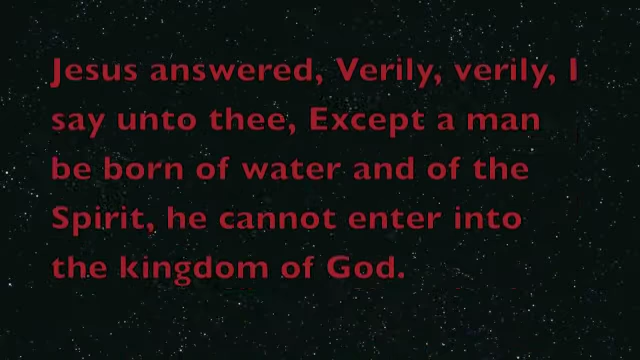 Jesus answered, Verily, verily, I
say unto thee, Except a man
be born of water and of the
Spirit, he cannot enter into
the kingdom of God.